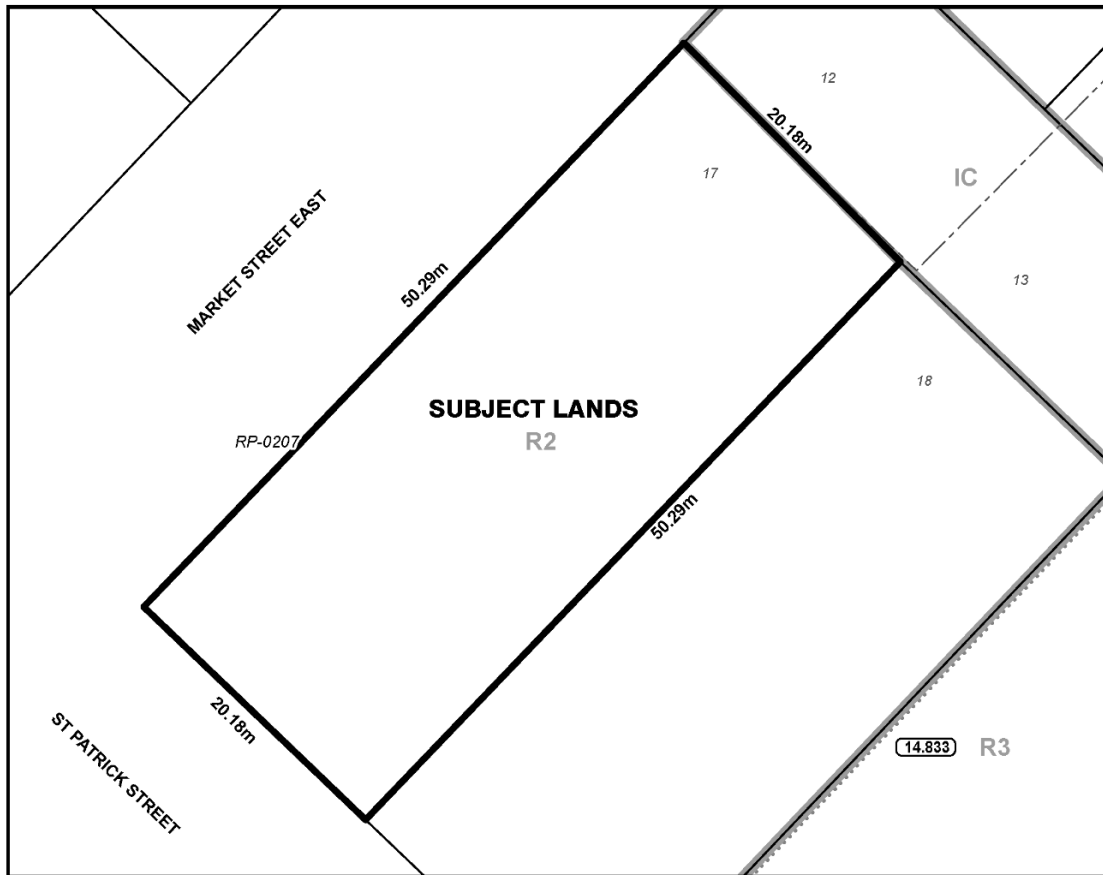 12
20.18m
17
IC
MARKET STREET EAST
50.29m
13
18
SUBJECT LANDS
R2
RP-0207
50.29m
20.18m
ST PATRICK STREET
14.833
R3